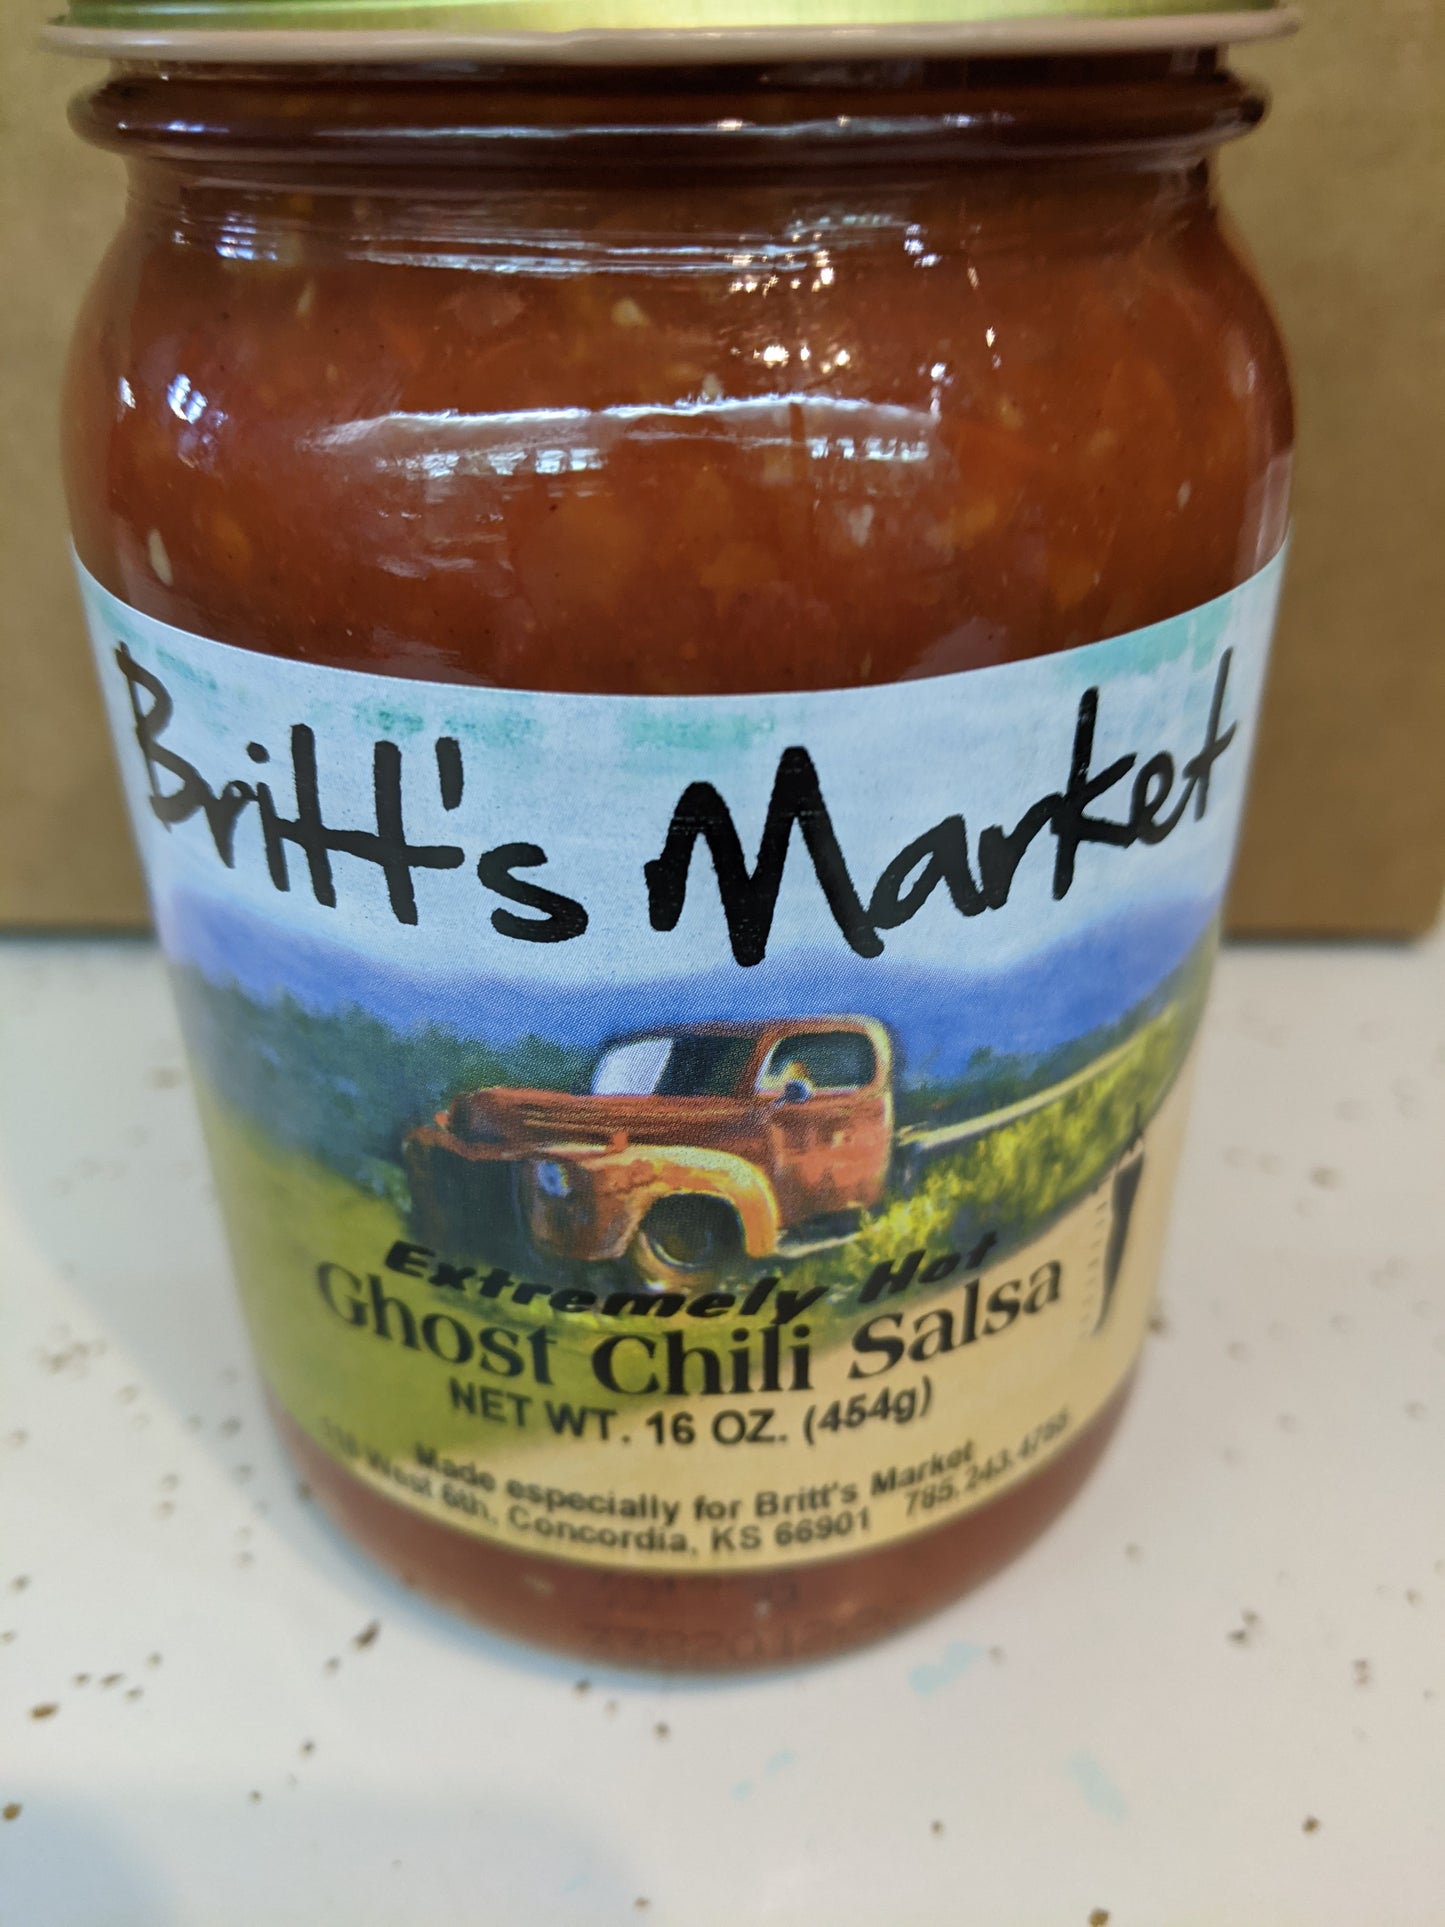 Britt's Market
Extremely Hot
Ghost Chili Salsa
NET WT. 16 OZ. (454g)
Made especially for Britt's Market
West 6th, Concordia, KS 66901